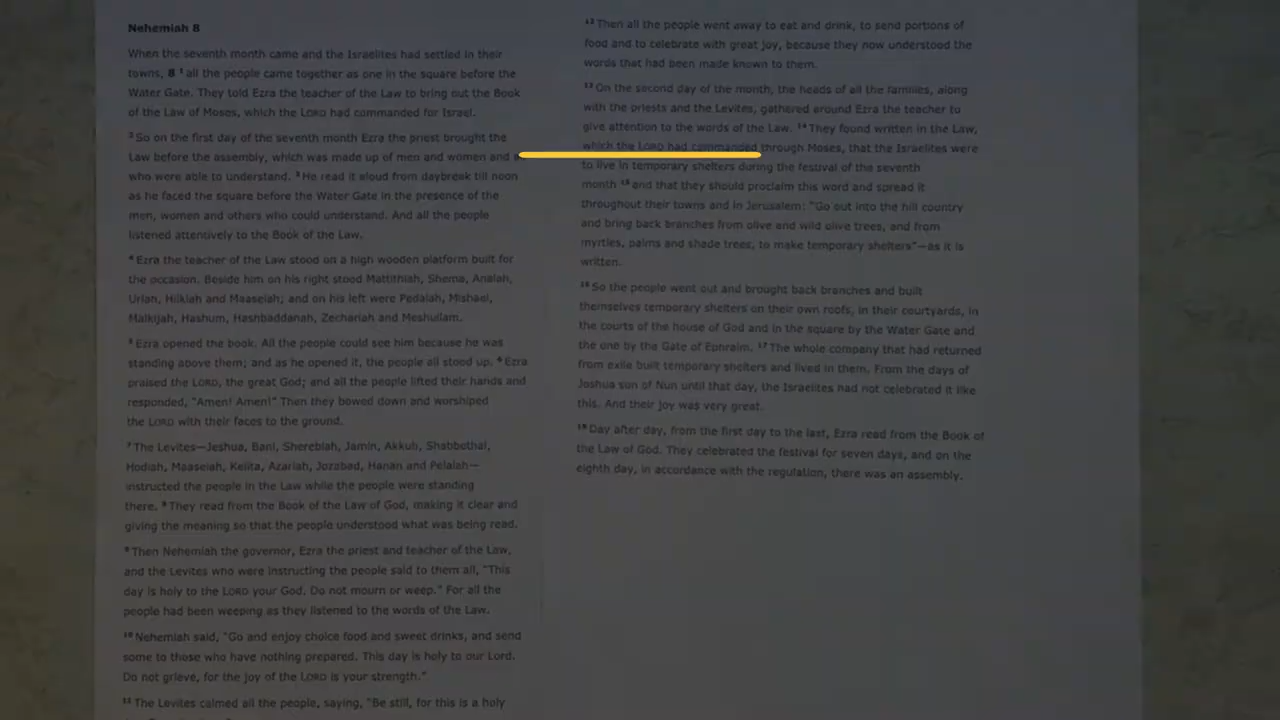 Nehemiah 8
When the seventh month came and the Israelites had settled in their
towns, 8 1 all the people came together as one in the square before the
Water Gate. They told Ezra the teacher of the Law to bring out the Book
of the Law of Moses, which the LORD had commanded for Israel.
2 So on the first day of the seventh month Ezra the priest brought the
Law before the assembly, which was made up of men and women and
who were able to understand. 3 He read it aloud from daybreak till noon
as he faced the square before the Water Gate in the presence of the
men, women and others who could understand. And all the people
listened attentively to the Book of the Law.
4 Ezra the teacher of the Law stood on a high wooden platform built for
the occasion. Beside him on his right stood Mattithiah, Shema, Anaiah,
Uriah, Hilkiah and Maaseiah; and on his left were Pedaiah, Mishael,
Malkijah, Hashum, Hashbaddanah, Zechariah and Meshullam.
5 Ezra opened the book. All the people could see him because he was
standing above them; and as he opened it, the people all stood up. 6 Ezra
praised the LORD, the great God; and all the people lifted their hands and
responded, "Amen! Amen!" Then they bowed down and worshiped
the LORD with their faces to the ground.
7 The Levites—Jeshua, Bani, Sherebiah, Jamin, Akkub, Shabbethai,
Hodiah, Maaseiah, Kelita, Azariah, Jozabad, Hanan and Pelaiah—
instructed the people in the Law while the people were standing
there. 8 They read from the Book of the Law of God, making it clear and
giving the meaning so that the people understood what was being read.
9 Then Nehemiah the governor, Ezra the priest and teacher of the Law,
and the Levites who were instructing the people said to them all, "This
day is holy to the LORD your God. Do not mourn or weep." For all the
people had been weeping as they listened to the words of the Law.
10 Nehemiah said, "Go and enjoy choice food and sweet drinks, and send
some to those who have nothing prepared. This day is holy to our Lord.
Do not grieve, for the joy of the LORD is your strength."
11 The Levites calmed all the people, saying, "Be still, for this is a holy
12 Then all the people went away to eat and drink, to send portions of
food and to celebrate with great joy, because they now understood the
words that had been made known to them.
13 On the second day of the month, the heads of all the families, along
with the priests and the Levites, gathered around Ezra the teacher to
give attention to the words of the Law. 14 They found written in the Law,
which the LORD had commanded through Moses, that the Israelites were
to live in temporary shelters during the festival of the seventh
month 15 and that they should proclaim this word and spread it
throughout their towns and in Jerusalem: "Go out into the hill country
and bring back branches from olive and wild olive trees, and from
myrtles, palms and shade trees, to make temporary shelters"—as it is
written.
16 So the people went out and brought back branches and built
themselves temporary shelters on their own roofs, in their courtyards, in
the courts of the house of God and in the square by the Water Gate and
the one by the Gate of Ephraim. 17 The whole company that had returned
from exile built temporary shelters and lived in them. From the days of
Joshua son of Nun until that day, the Israelites had not celebrated it like
this. And their joy was very great.
18 Day after day, from the first day to the last, Ezra read from the Book of
the Law of God. They celebrated the festival for seven days, and on the
eighth day, in accordance with the regulation, there was an assembly.